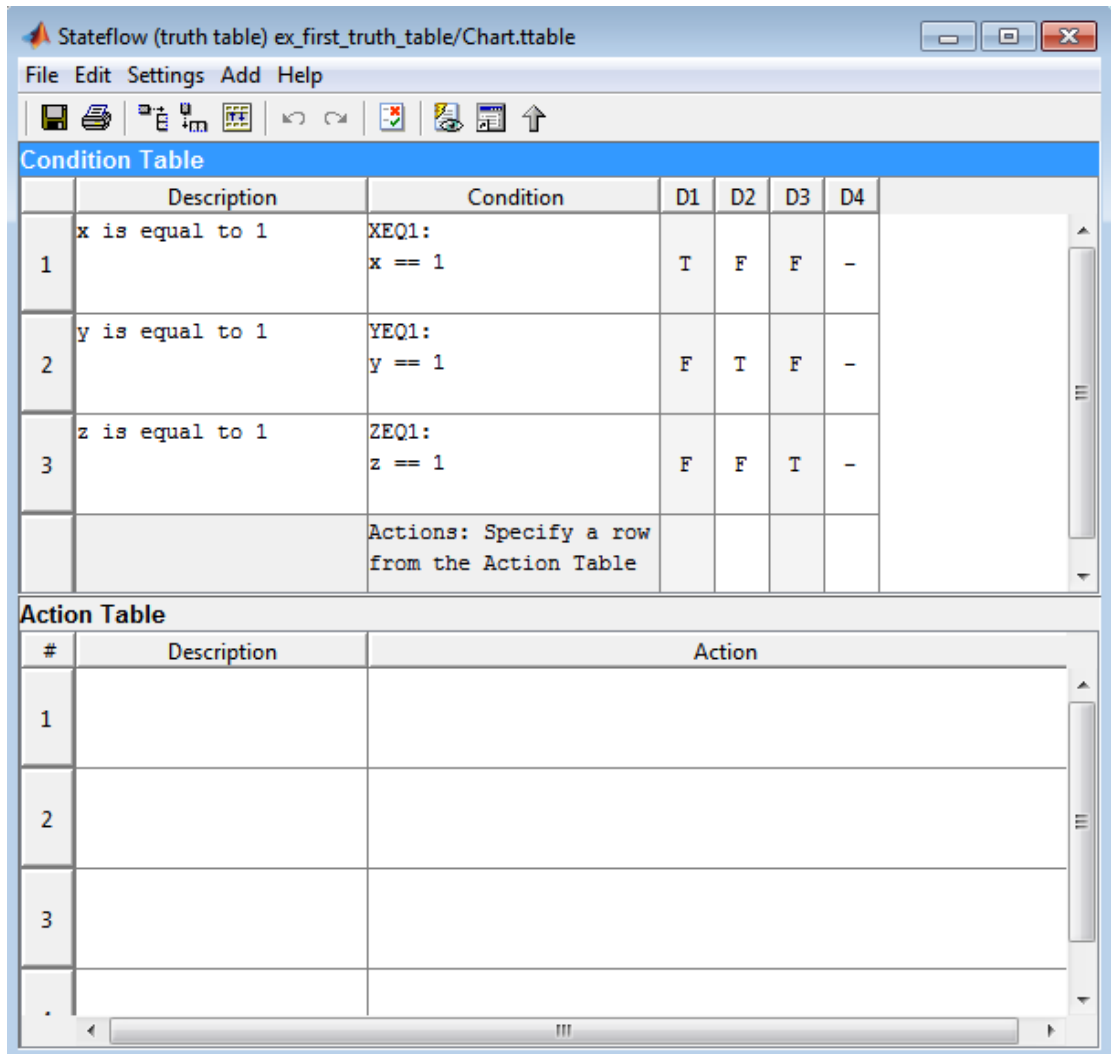 Stateflow (truth table) ex_first_truth_table/Chart.ttable
File Edit Settings Add Help
Condition Table
Description Condition D1 D2 D3 D4
x is equal to 1 XEQ1:
1 x == 1 T F F -
y is equal to 1 YEQ1:
2 y == 1 F T F -
z is equal to 1 ZEQ1:
3 z == 1 F F T -
Actions: Specify a row
from the Action Table
Action Table
# Description Action
1
2
3